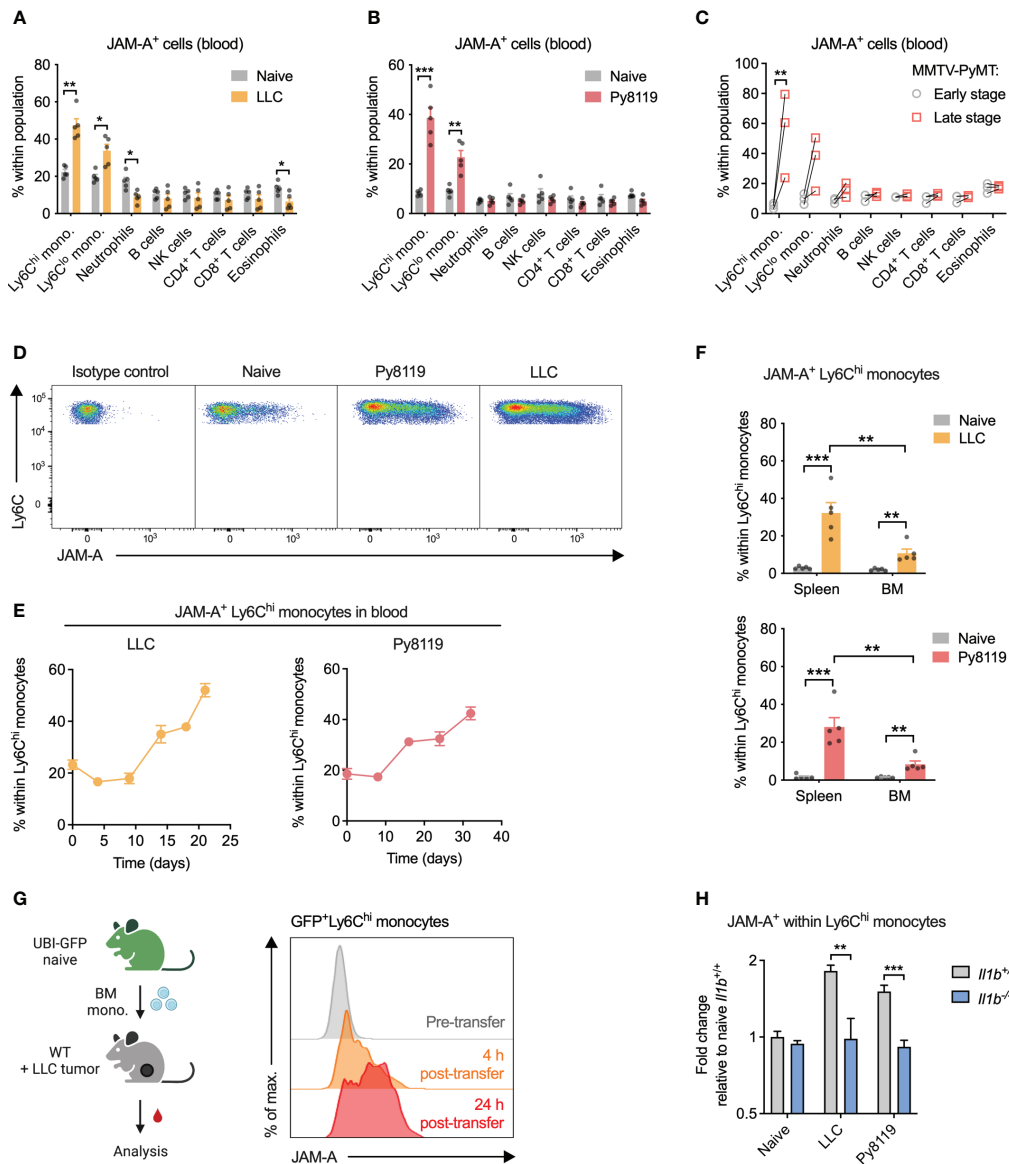 A
JAM-A+ cells (blood)
% within population
80
60
40
20
0
**
*
*
*
Naive
LLC
Ly6Chi mono.
Ly6Clo mono.
Neutrophils
B cells
NK cells
CD4+ T cells
CD8+ T cells
Eosinophils
B
JAM-A+ cells (blood)
% within population
60
40
20
0
***
**
Naive
Py8119
Ly6Chi mono.
Ly6Clo mono.
Neutrophils
B cells
NK cells
CD4+ T cells
CD8+ T cells
Eosinophils
C
JAM-A+ cells (blood)
% within population
100
80
60
40
20
0
**
MMTV-PyMT:
Early stage
Late stage
Ly6Chi mono.
Ly6Clo mono.
Neutrophils
B cells
NK cells
CD4+ T cells
CD8+ T cells
Eosinophils
D
Isotype control
Naive
Py8119
LLC
Ly6C
105
104
103
0
0 103
0 103
0 103
0 103
JAM-A
E
JAM-A+ Ly6Chi monocytes in blood
LLC
% within Ly6Chi monocytes
60
40
20
0
0 5 10 15 20 25
Time (days)
Py8119
% within Ly6Chi monocytes
60
40
20
0
0 10 20 30 40
Time (days)
F
JAM-A+ Ly6Chi monocytes
Naive
LLC
% within Ly6Chi monocytes
80
60
40
20
0
***
**
**
Spleen BM
Naive
Py8119
% within Ly6Chi monocytes
80
60
40
20
0
***
**
**
Spleen BM
G
UBI-GFP
naive
BM
mono.
WT
+ LLC tumor
Analysis
GFP+Ly6Chi monocytes
% of max.
Pre-transfer
4 h
post-transfer
24 h
post-transfer
JAM-A
H
JAM-A+ within Ly6Chi monocytes
Fold change
relative to naive Il1b+/+
2
1
0.5
**
***
Naive
LLC
Py8119